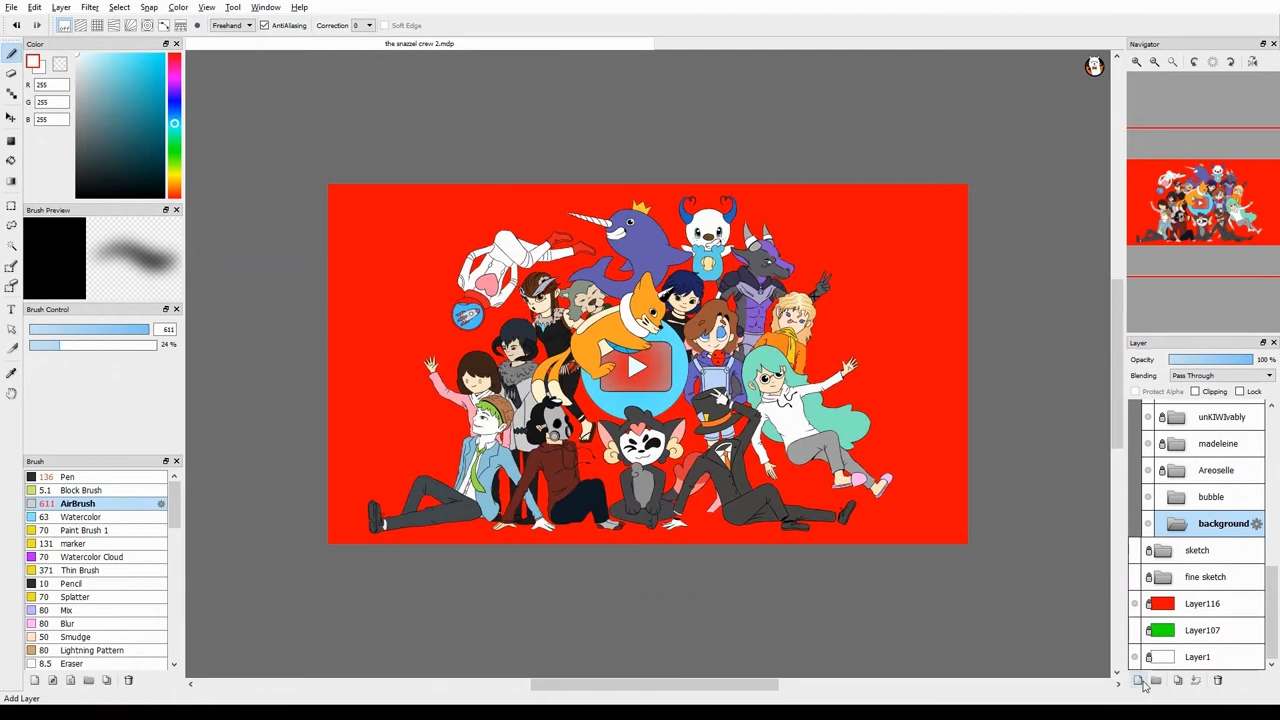 File Edit Layer Filter Select Snap Color View Tool Window Help
off Freehand AntiAliasing Correction 0 Soft Edge
Color the snazzel crew 2.mdp Navigator
R 255
G 255
B 255
Brush Preview
Brush Control
611
24 %
Layer
Opacity 100 %
Blending Pass Through
Protect Alpha Clipping Lock
unKIWIvably
madeleine
Areoselle
bubble
background
sketch
fine sketch
Layer116
Layer107
Layer1
Brush
136 Pen
5.1 Block Brush
611 AirBrush
63 Watercolor
70 Paint Brush 1
131 marker
70 Watercolor Cloud
371 Thin Brush
10 Pencil
70 Splatter
80 Mix
80 Blur
50 Smudge
80 Lightning Pattern
8.5 Eraser
Add Layer